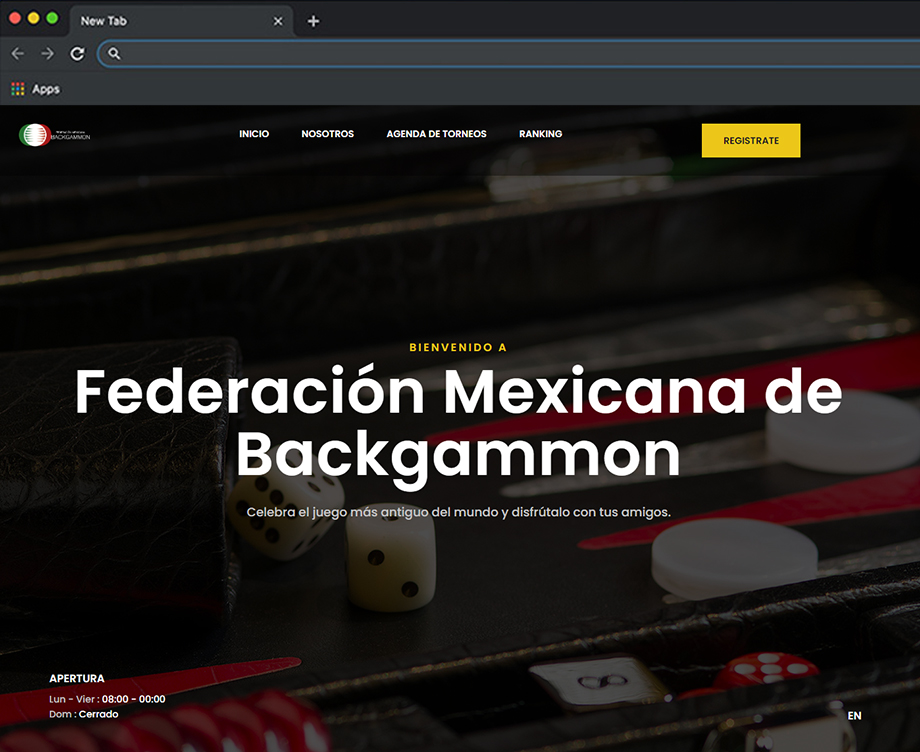 New Tab
Apps
BACKGAMMON
INICIO NOSOTROS AGENDA DE TORNEOS RANKING REGISTRATE
BIENVENIDO A
Federación Mexicana de
Backgammon
Celebra el juego más antiguo del mundo y disfrútalo con tus amigos.
8
APERTURA
Lun - Vier : 08:00 - 00:00
Dom : Cerrado
EN